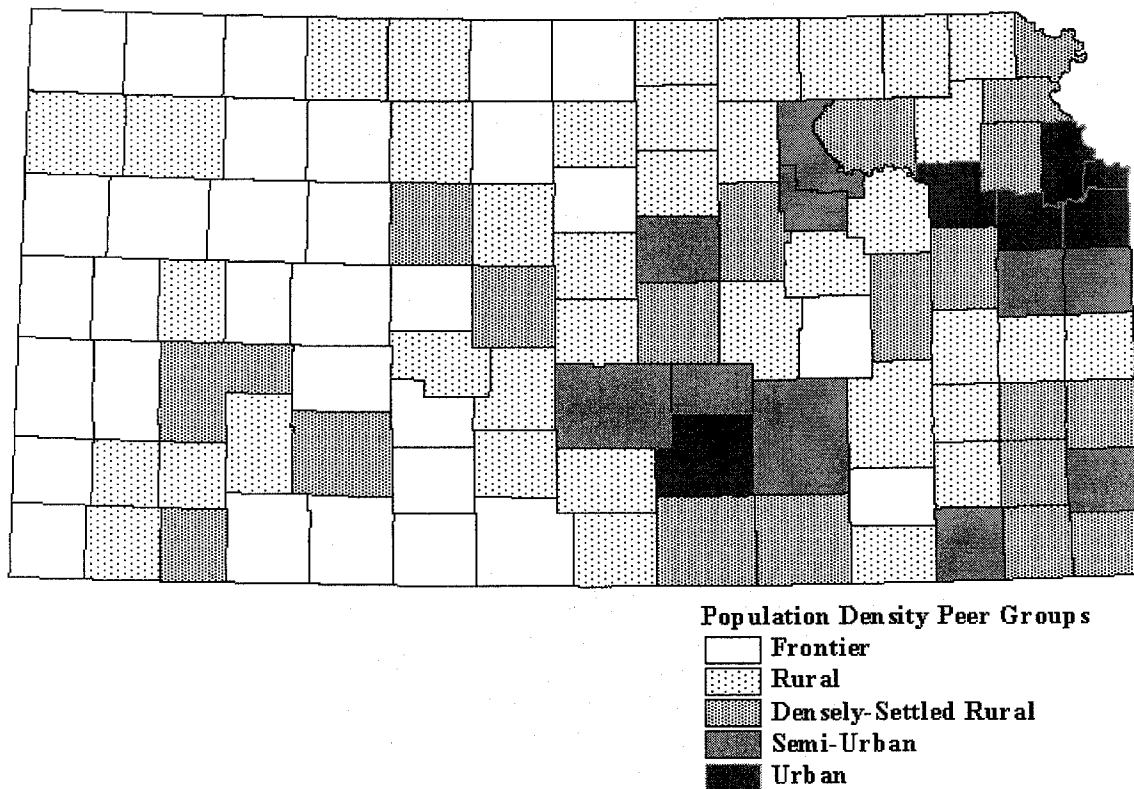 Population Density Peer Groups
Frontier
Rural
Densely-Settled Rural
Semi-Urban
Urban